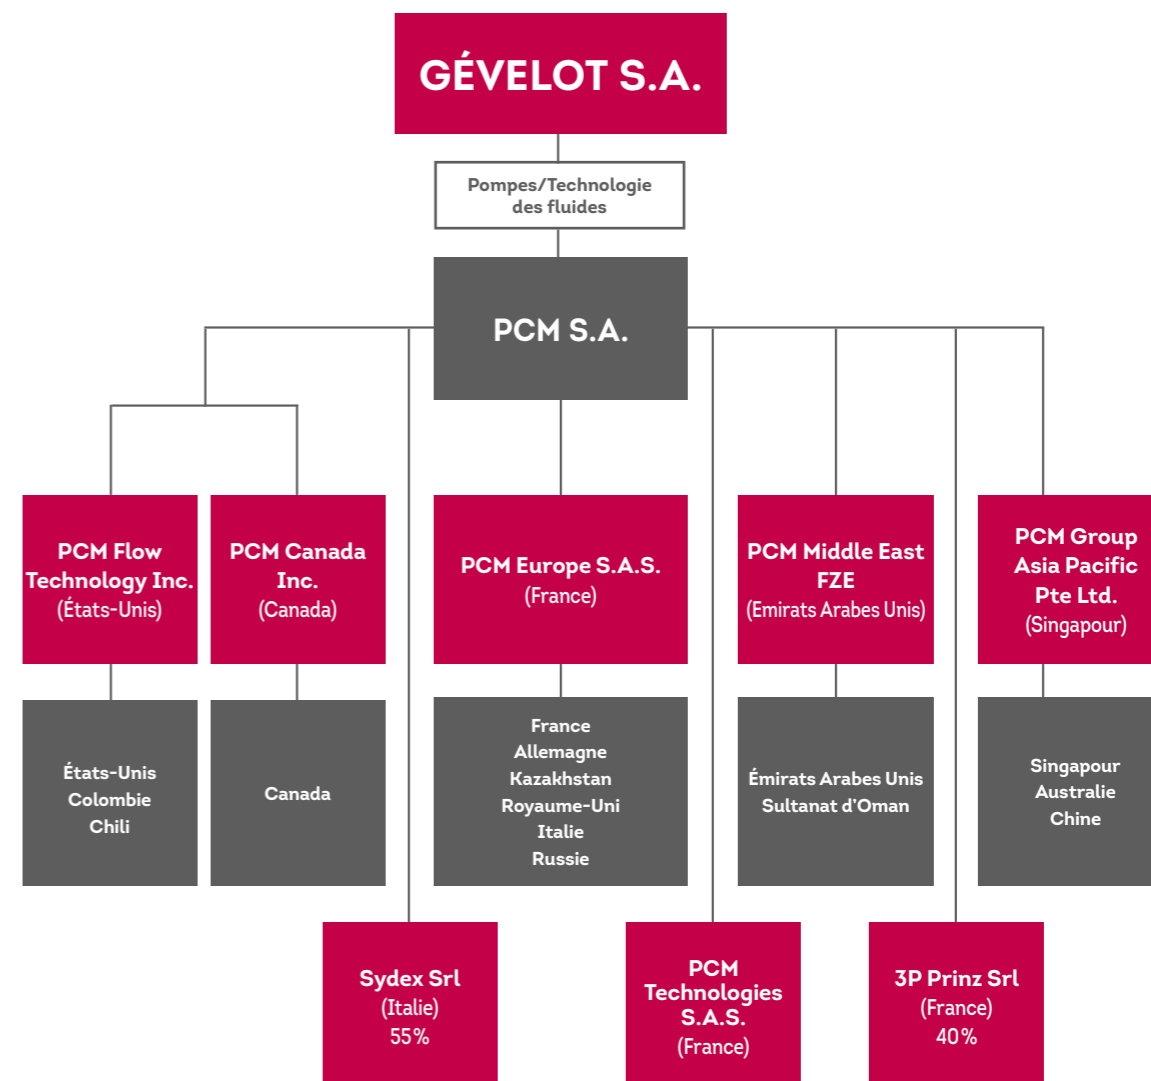 GÉVELOT S.A.
Pompes/Technologie
des fluides
PCM S.A.
PCM Flow
Technology Inc.
(États-Unis)
PCM Canada
Inc.
(Canada)
PCM Europe S.A.S.
(France)
PCM Middle East
FZE
(Emirats Arabes Unis)
PCM Group
Asia Pacific
Pte Ltd.
(Singapour)
États-Unis
Colombie
Chili
Canada
France
Allemagne
Kazakhstan
Royaume-Uni
Italie
Russie
Émirats Arabes Unis
Sultanat d'Oman
Singapour
Australie
Chine
Sydex Srl
(Italie)
55%
PCM
Technologies
S.A.S.
(France)
3P Prinz Srl
(France)
40%